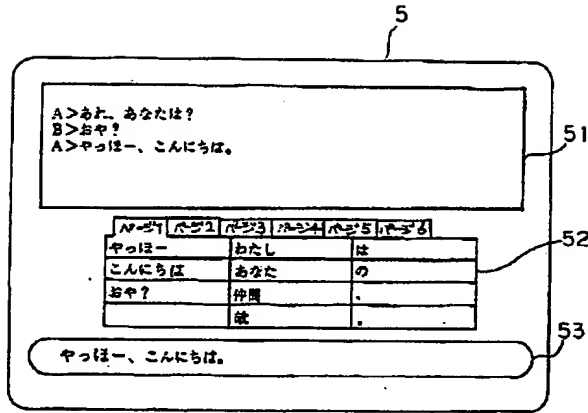 5
A>あれ、あなたは?
B>おや?
A>やっほー、こんにちは。
51
ページ1 ページ2 ページ3 ページ4 ページ5 ページ6
やっほー わたし は
こんにちは あなた の
おや? 仲間 、
敵 。
52
やっほー、こんにちは。
53